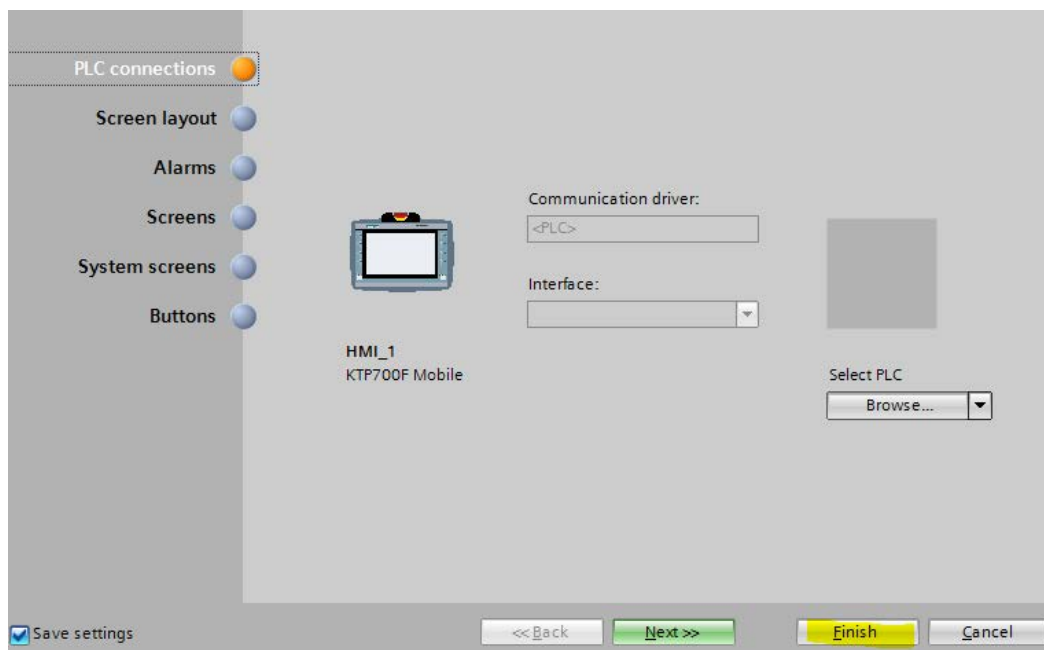 PLC connections
Screen layout
Alarms
Screens
System screens
Buttons
Communication driver:
<PLC>
Interface:
HMI_1
KTP700F Mobile
Select PLC
Browse...
Save settings
<< Back
Next >>
Finish
Cancel